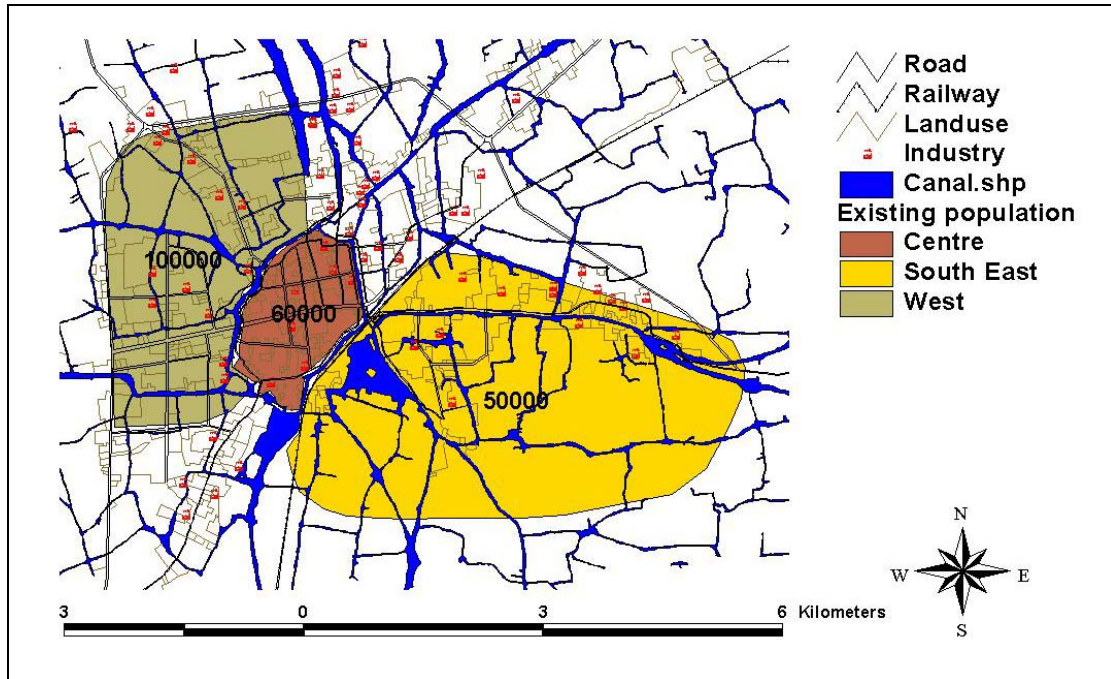 Road
Railway
Landuse
Industry
Canal.shp
Existing population
Centre
South East
West
100000
60000
50000
N
W E
S
3 0 3 6 Kilometers